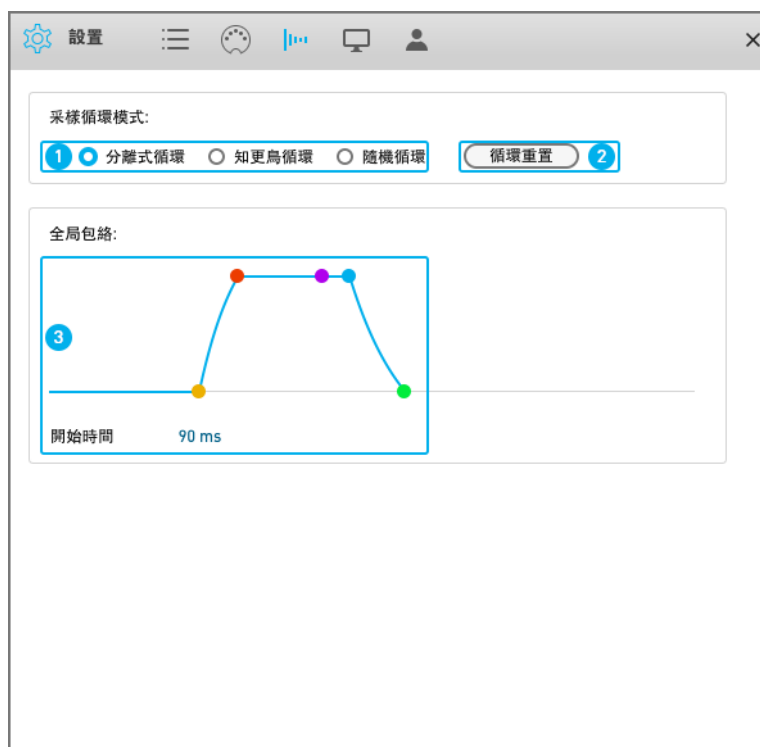 設置
采樣循環模式:
1 分離式循環 知更鳥循環 隨機循環 循環重置 2
全局包絡:
3
開始時間 90 ms